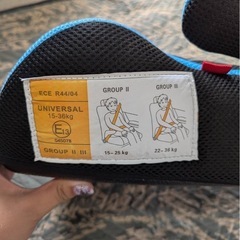 ECE R44/04
UNIVERSAL
15-36kg
E13
GROUP II III
GROUP II
15-25 kg
GROUP III
22-36 kg